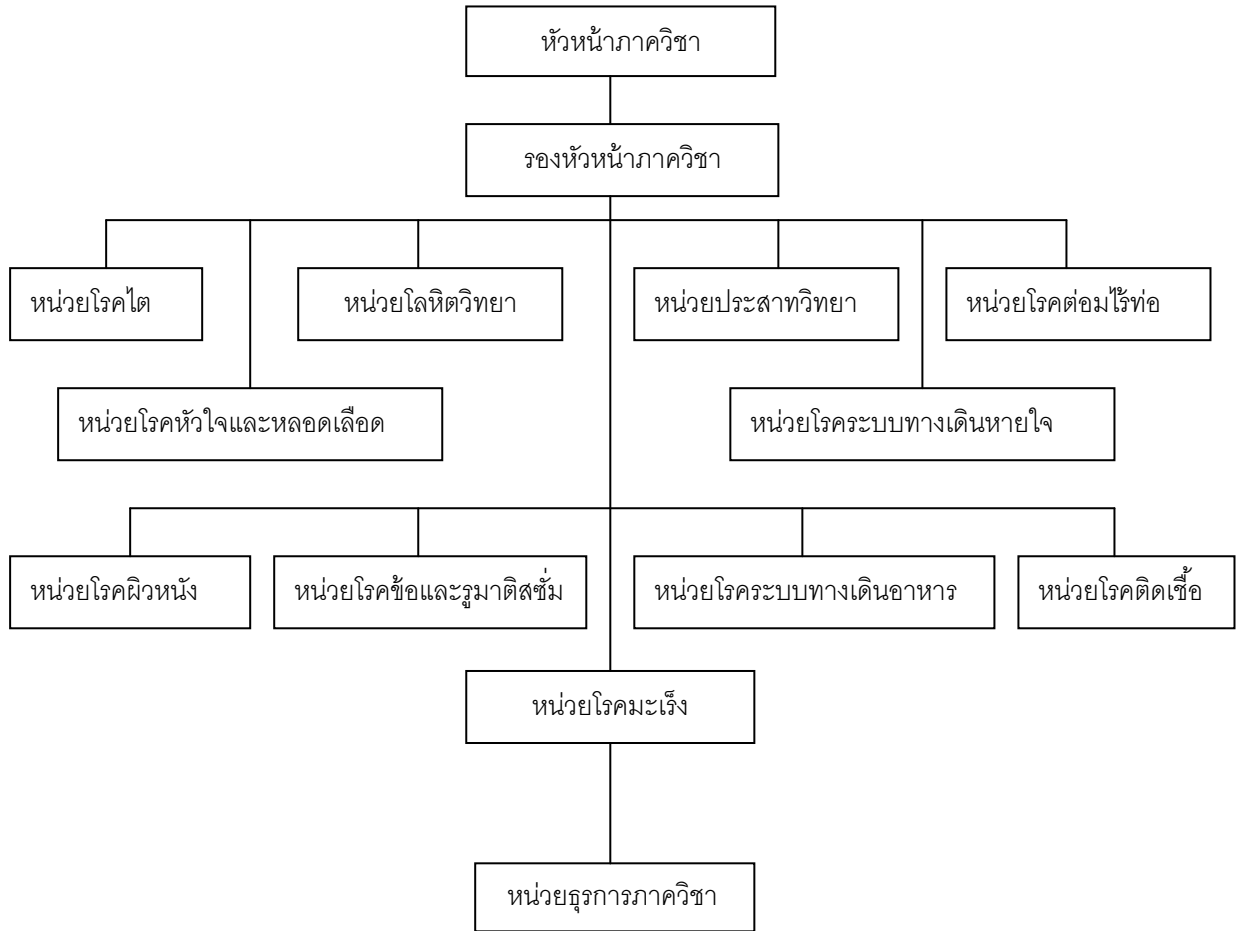 หัวหน้าภาควิชา
รองหัวหน้าภาควิชา
หน่วยโรคไต
หน่วยโลหิตวิทยา
หน่วยประสาทวิทยา
หน่วยโรคต่อมไร้ท่อ
หน่วยโรคหัวใจและหลอดเลือด
หน่วยโรคระบบทางเดินหายใจ
หน่วยโรคผิวหนัง
หน่วยโรคข้อและรูมาติสซั่ม
หน่วยโรคระบบทางเดินอาหาร
หน่วยโรคติดเชื้อ
หน่วยโรคมะเร็ง
หน่วยธุรการภาควิชา